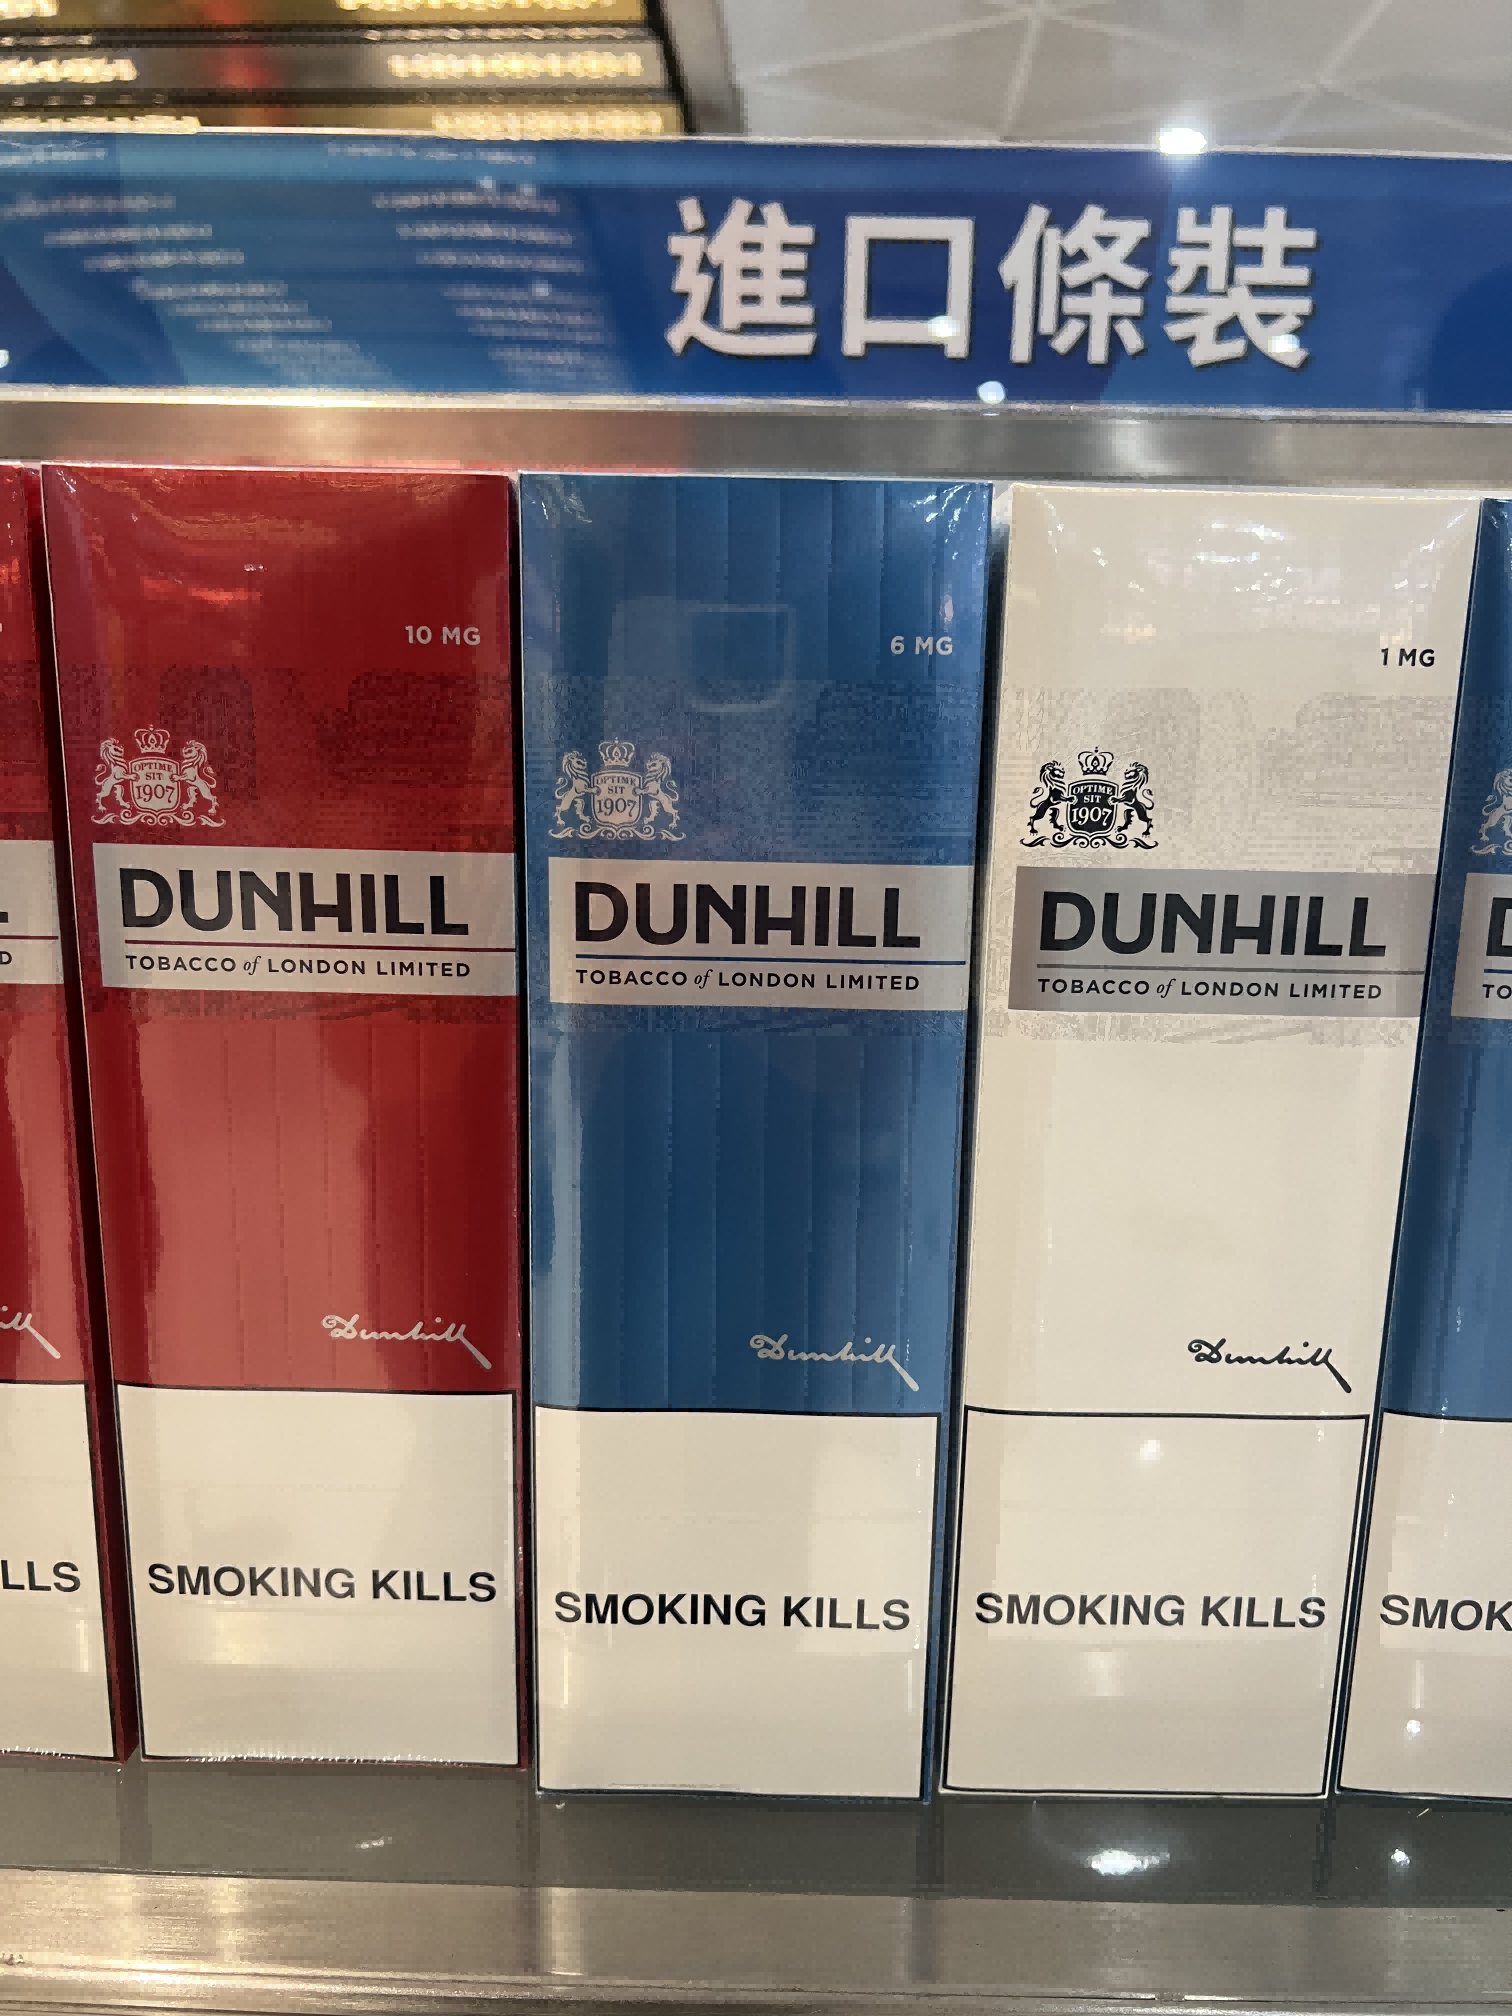 進口條裝
10 MG
OPTIME
SIT
1907
DUNHILL
TOBACCO of LONDON LIMITED
Dunhill
SMOKING KILLS
6 MG
OPTIME
SIT
1907
DUNHILL
TOBACCO of LONDON LIMITED
Dunhill
SMOKING KILLS
1 MG
OPTIME
SIT
1907
DUNHILL
TOBACCO of LONDON LIMITED
Dunhill
SMOKING KILLS